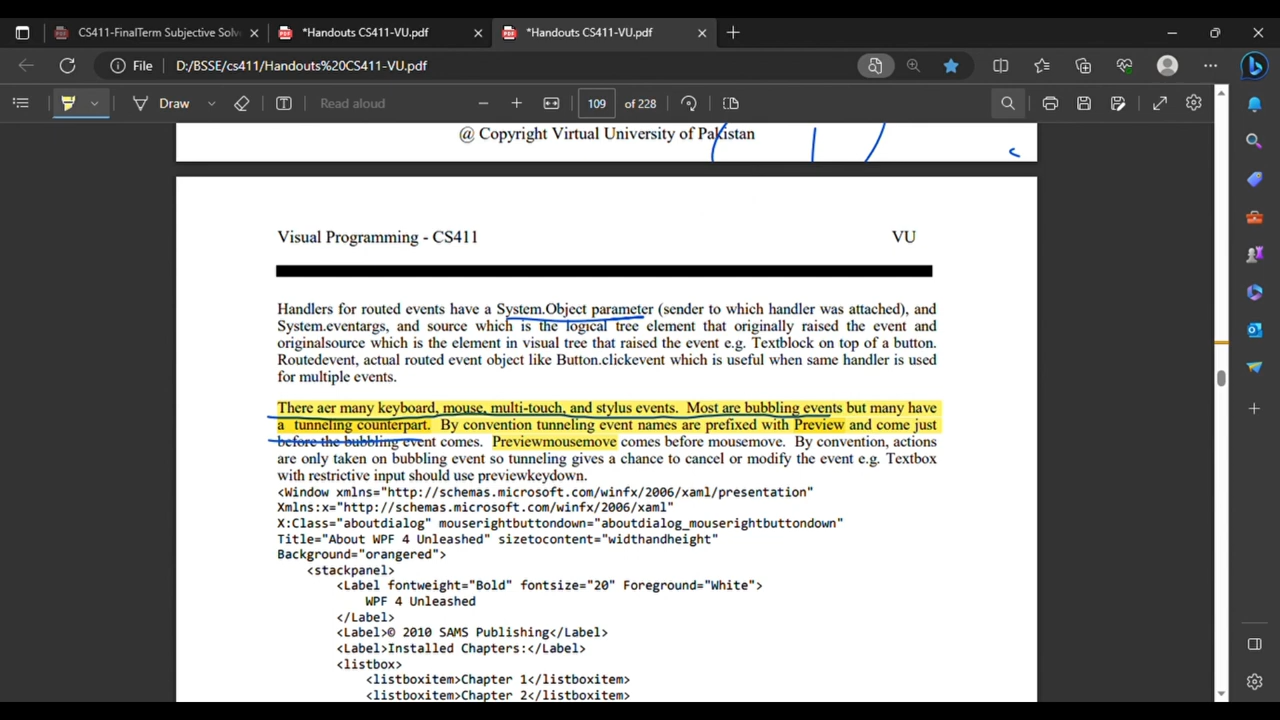 CS411-FinalTerm Subjective Solv
*Handouts CS411-VU.pdf
*Handouts CS411-VU.pdf
File
D:/BSSE/cs411/Handouts%20CS411-VU.pdf
Draw
Read aloud
109
of 228
@ Copyright Virtual University of Pakistan
Visual Programming - CS411
VU
Handlers for routed events have a System.Object parameter (sender to which handler was attached), and
System.eventargs, and source which is the logical tree element that originally raised the event and
originalsource which is the element in visual tree that raised the event e.g. Textblock on top of a button.
Routedevent, actual routed event object like Button.clickevent which is useful when same handler is used
for multiple events.
There aer many keyboard, mouse, multi-touch, and stylus events. Most are bubbling events but many have
a tunneling counterpart. By convention tunneling event names are prefixed with Preview and come just
before the bubbling event comes. Previewmousemove comes before mousemove. By convention, actions
are only taken on bubbling event so tunneling gives a chance to cancel or modify the event e.g. Textbox
with restrictive input should use previewkeydown.
<Window xmlns="http://schemas.microsoft.com/winfx/2006/xaml/presentation"
Xmlns:x="http://schemas.microsoft.com/winfx/2006/xaml"
X:Class="aboutdialog" mouserightbuttondown="aboutdialog_mouserightbuttondown"
Title="About WPF 4 Unleashed" sizetocontent="widthandheight"
Background="orangered">
<stackpanel>
<Label fontweight="Bold" fontsize="20" Foreground="White">
WPF 4 Unleashed
</Label>
<Label>© 2010 SAMS Publishing</Label>
<Label>Installed Chapters:</Label>
<listbox>
<listboxitem>Chapter 1</listboxitem>
<listboxitem>Chapter 2</listboxitem>